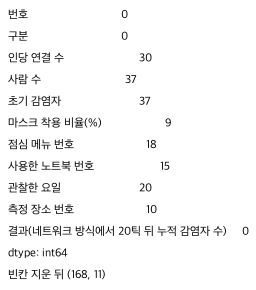 번호 0
구분 0
인당 연결 수 30
사람 수 37
초기 감염자 37
마스크 착용 비율(%) 9
점심 메뉴 번호 18
사용한 노트북 번호 15
관찰한 요일 20
측정 장소 번호 10
결과(네트워크 방식에서 20틱 뒤 누적 감염자 수) 0
dtype: int64
빈칸 지운 뒤 (168, 11)